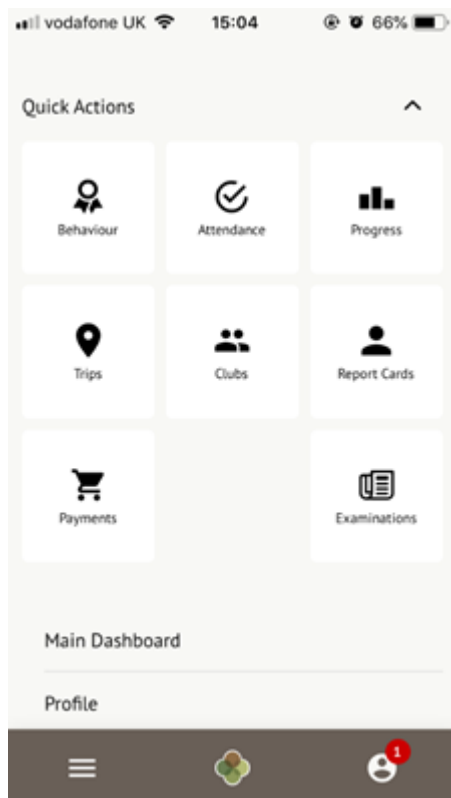 vodafone UK 15:04 66%
Quick Actions
Behaviour Attendance Progress
Trips Clubs Report Cards
Payments Examinations
Main Dashboard
Profile
1